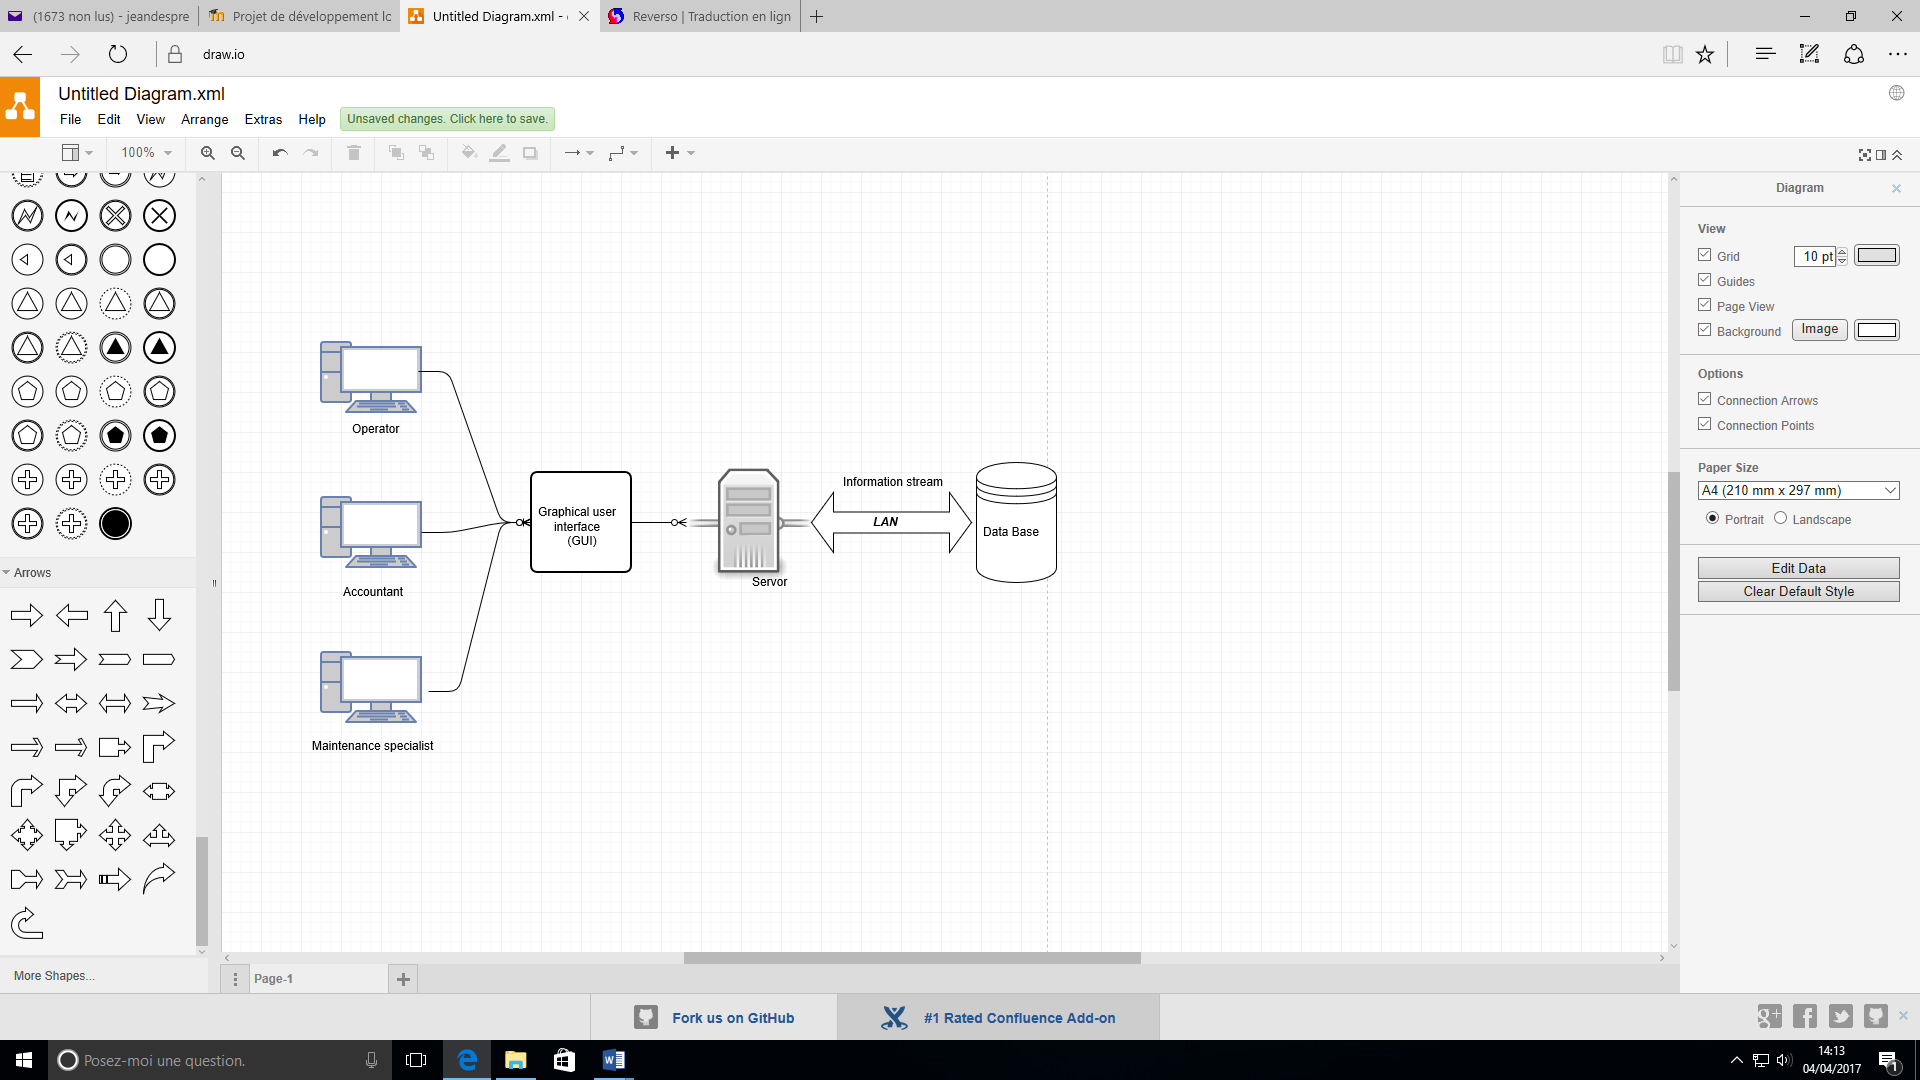 (1673 non lus) - jeandespre
Projet de développement lc
Untitled Diagram.xml -
Reverso | Traduction en lign
draw.io
Untitled Diagram.xml
File Edit View Arrange Extras Help
Unsaved changes. Click here to save.
100%
Diagram
View
Grid
10 pt
Guides
Page View
Background
Image
Options
Connection Arrows
Connection Points
Paper Size
A4 (210 mm x 297 mm)
Portrait Landscape
Edit Data
Clear Default Style
Operator
Accountant
Maintenance specialist
Graphical user
interface
(GUI)
Servor
Information stream
LAN
Data Base
Arrows
More Shapes...
Page-1
Fork us on GitHub
#1 Rated Confluence Add-on
Posez-moi une question.
14:13
04/04/2017
1